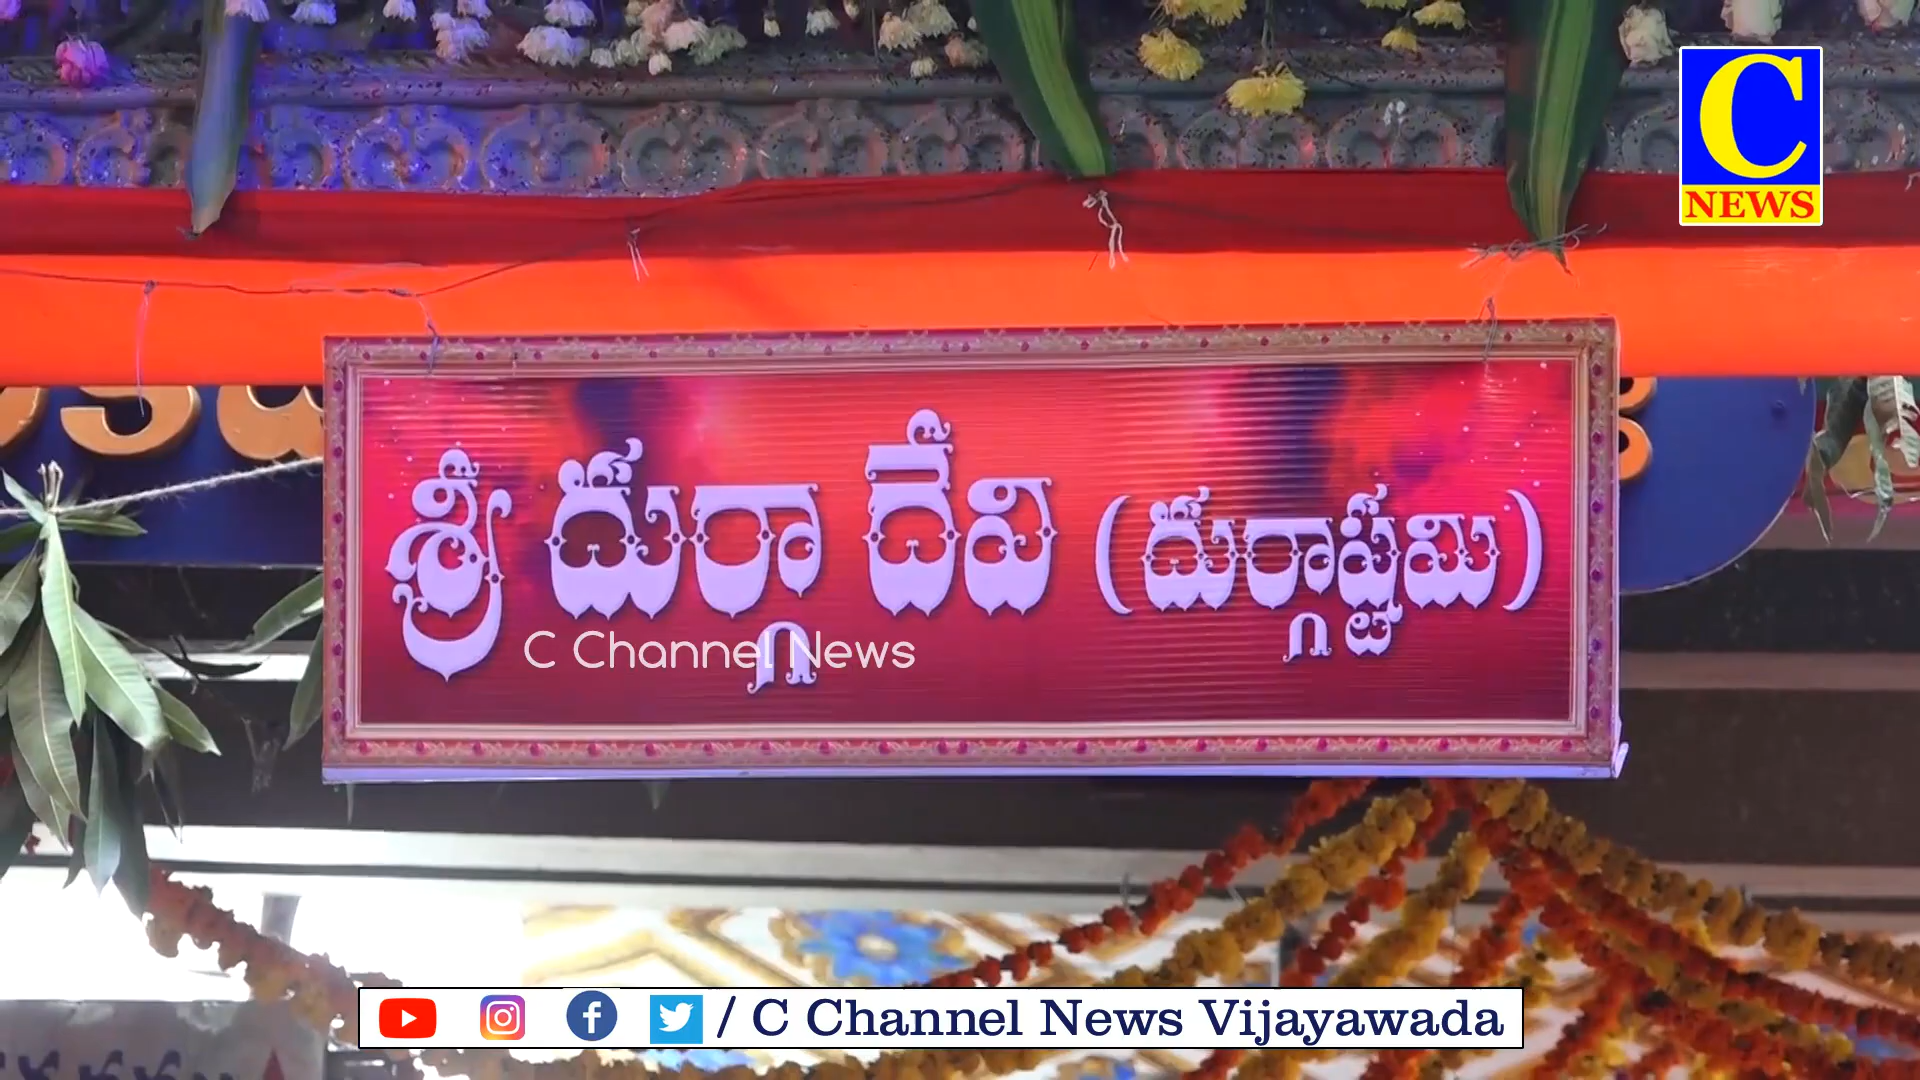 C
NEWS
శ్రీ దుర్గా దేవి (దుర్గాష్టమి)
C Channel News
/ C Channel News Vijayawada